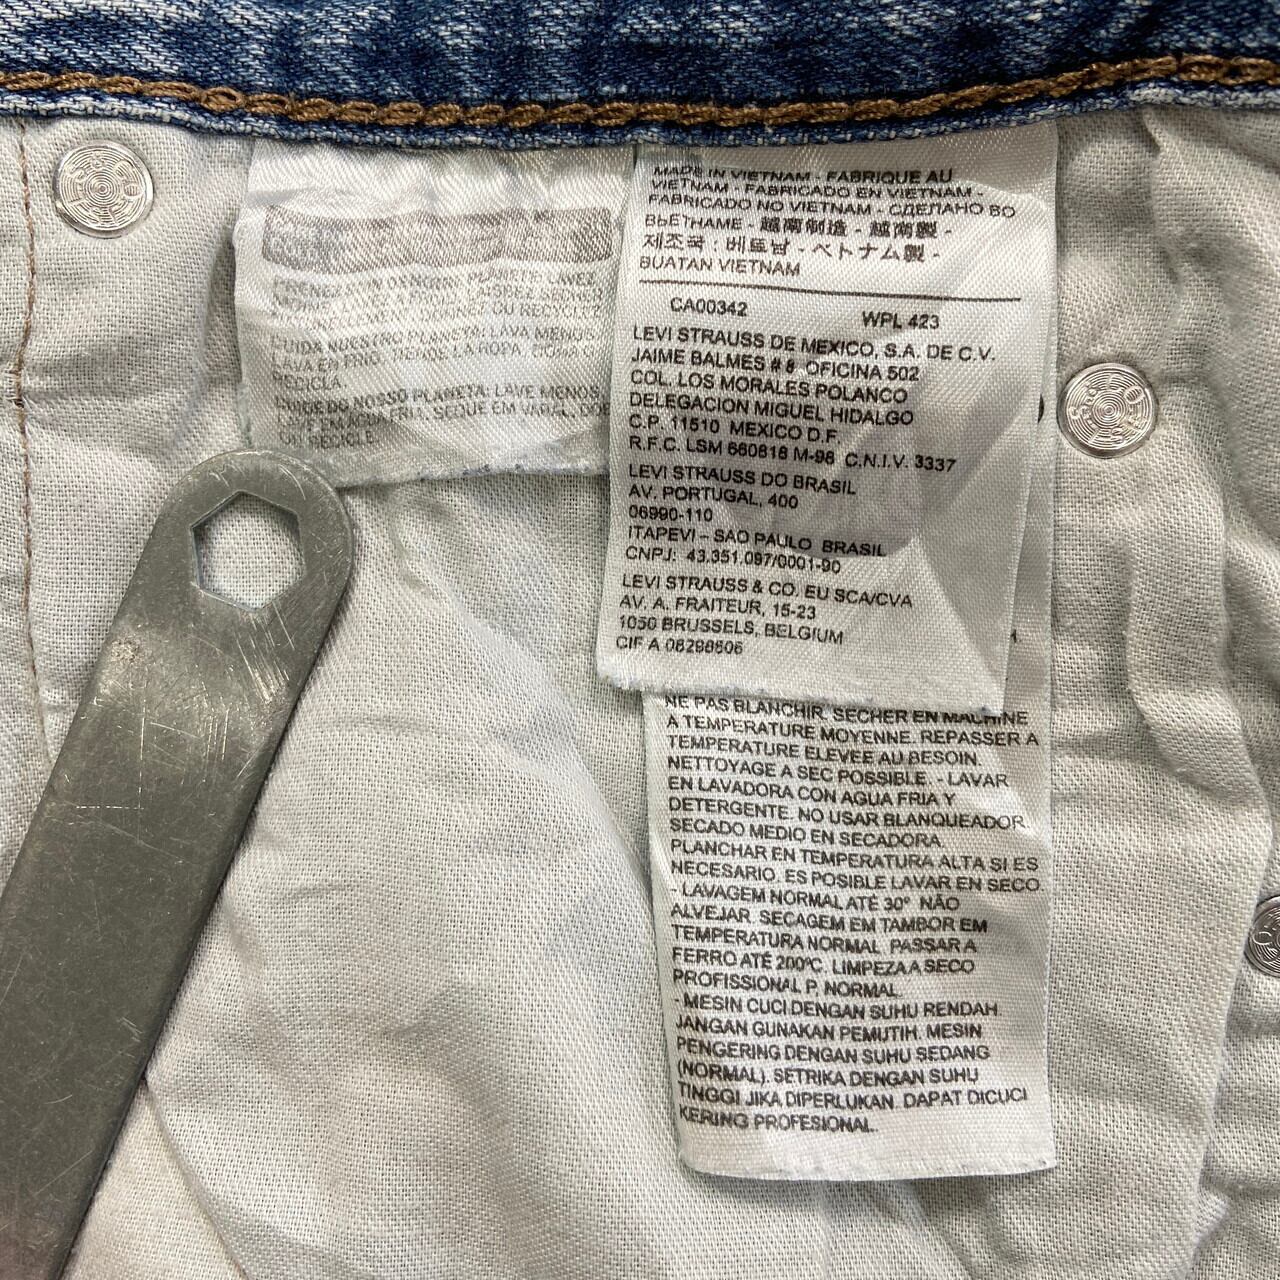 MADE IN VIETNAM - FABRIQUE AU
VIETNAM - FABRICADO EN VIETNAM -
FABRICADO NO VIETNAM - СДЕЛАНО ВО
ВЬЕТНАМЕ - 越南制造 - 越南製 -
제조국 : 베트남 - ベトナム製 -
BUATAN VIETNAM
CA00342 WPL 423
LEVI STRAUSS DE MEXICO, S.A. DE C.V.
JAIME BALMES # 8 OFICINA 502
COL. LOS MORALES POLANCO
DELEGACION MIGUEL HIDALGO
C.P. 11510 MEXICO D.F.
R.F.C. LSM 660818 M-98 C.N.I.V. 3337
LEVI STRAUSS DO BRASIL
AV. PORTUGAL, 400
06990-110
ITAPEVI – SAO PAULO BRASIL
CNPJ: 43.351.097/0001-90
LEVI STRAUSS & CO. EU SCA/CVA
AV. A. FRAITEUR, 15-23
1050 BRUSSELS, BELGIUM
CIF A 08298606
LAVE MENOS
LAVA EN FRIO, TIENDE LA ROPA, DONA O
RECICLA.
CUIDE DO NOSSO PLANETA: LAVE MENOS
EM AGUA FRIA, SEQUE EM VARAL, DOE
OU RECICLE.
NE PAS BLANCHIR. SECHER EN MACHINE
A TEMPERATURE MOYENNE. REPASSER A
TEMPERATURE ELEVEE AU BESOIN.
NETTOYAGE A SEC POSSIBLE. - LAVAR
EN LAVADORA CON AGUA FRIA Y
DETERGENTE. NO USAR BLANQUEADOR.
SECADO MEDIO EN SECADORA.
PLANCHAR EN TEMPERATURA ALTA SI ES
NECESARIO. ES POSIBLE LAVAR EN SECO.
- LAVAGEM NORMAL ATÉ 30° NÃO
ALVEJAR. SECAGEM EM TAMBOR EM
TEMPERATURA NORMAL. PASSAR A
FERRO ATÉ 200°C. LIMPEZA A SECO
PROFISSIONAL P. NORMAL.
- MESIN CUCI DENGAN SUHU RENDAH
JANGAN GUNAKAN PEMUTIH. MESIN
PENGERING DENGAN SUHU SEDANG
(NORMAL). SETRIKA DENGAN SUHU
TINGGI JIKA DIPERLUKAN. DAPAT DICUCI
KERING PROFESIONAL.